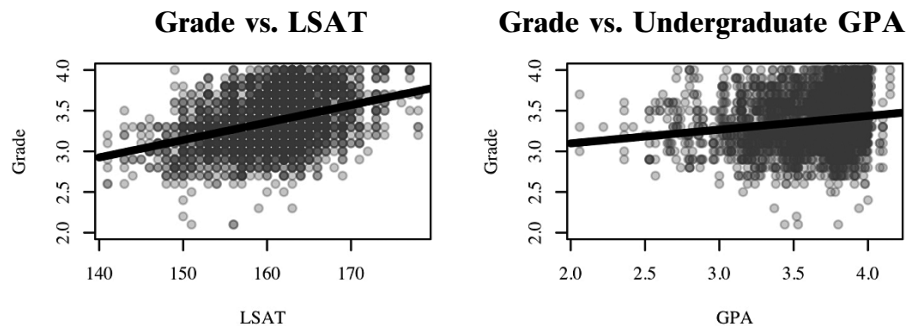 Grade vs. LSAT
Grade
4.0
3.5
3.0
2.5
2.0
140 150 160 170
LSAT
Grade vs. Undergraduate GPA
Grade
4.0
3.5
3.0
2.5
2.0
2.0 2.5 3.0 3.5 4.0
GPA